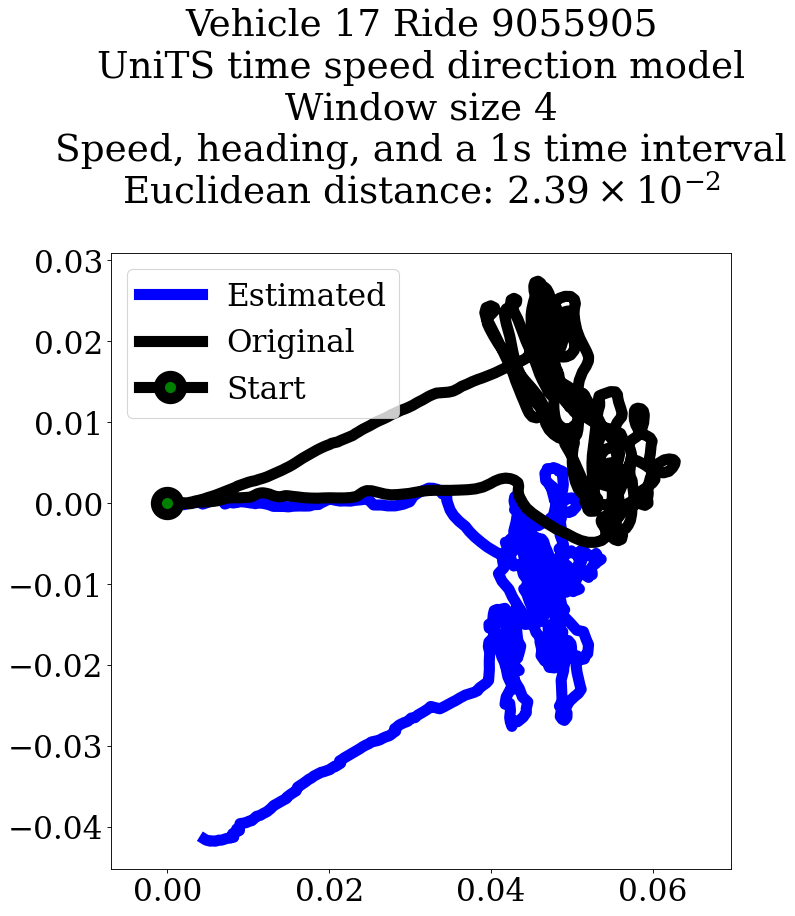 Vehicle 17 Ride 9055905
UniTS time speed direction model
Window size 4
Speed, heading, and a 1s time interval
Euclidean distance: 2.39 × 10⁻²
0.03
0.02
0.01
0.00
−0.01
−0.02
−0.03
−0.04
Estimated
Original
Start
0.00 0.02 0.04 0.06